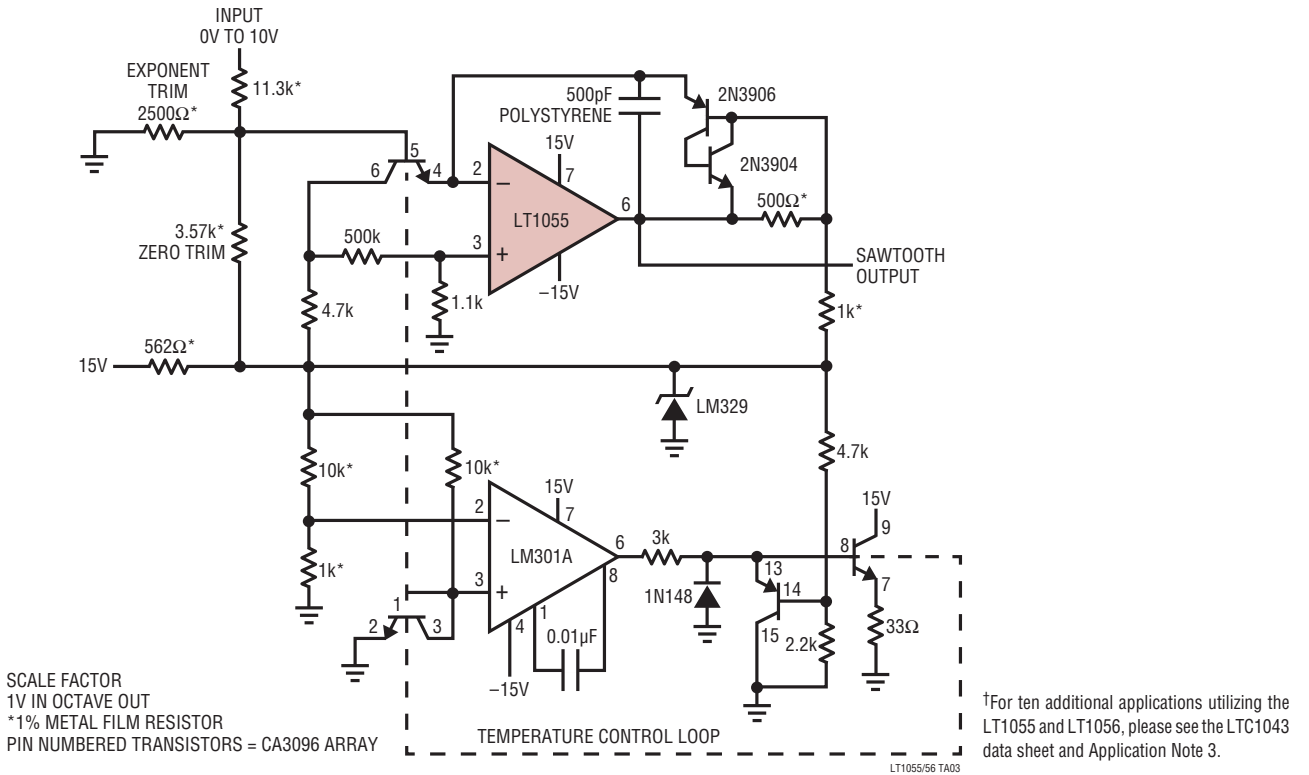 INPUT
0V TO 10V
EXPONENT
TRIM
2500Ω*
11.3k*
500pF
POLYSTYRENE
2N3906
15V
5
6
4
2
7
2N3904
–
LT1055
6
500Ω*
3.57k*
ZERO TRIM
500k
3
+
SAWTOOTH
OUTPUT
–15V
4.7k
1.1k
1k*
562Ω*
15V
LM329
4.7k
10k*
10k*
15V
15V
2
7
9
–
3k
8
LM301A
6
13
8
1k*
3
14
7
+
1N148
1
1
15
33Ω
2
3
4
0.01µF
2.2k
–15V
SCALE FACTOR
1V IN OCTAVE OUT
*1% METAL FILM RESISTOR
PIN NUMBERED TRANSISTORS = CA3096 ARRAY
TEMPERATURE CONTROL LOOP
†For ten additional applications utilizing the
LT1055 and LT1056, please see the LTC1043
data sheet and Application Note 3.
LT1055/56 TA03